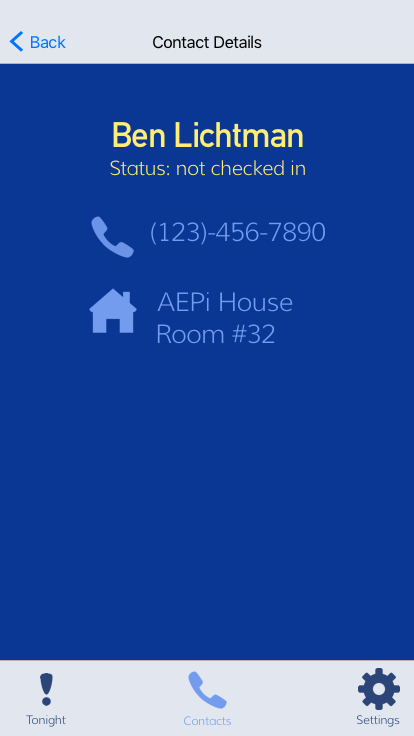 Back
Contact Details
Ben Lichtman
Status: not checked in
(123)-456-7890
AEPi House
Room #32
Tonight
Contacts
Settings